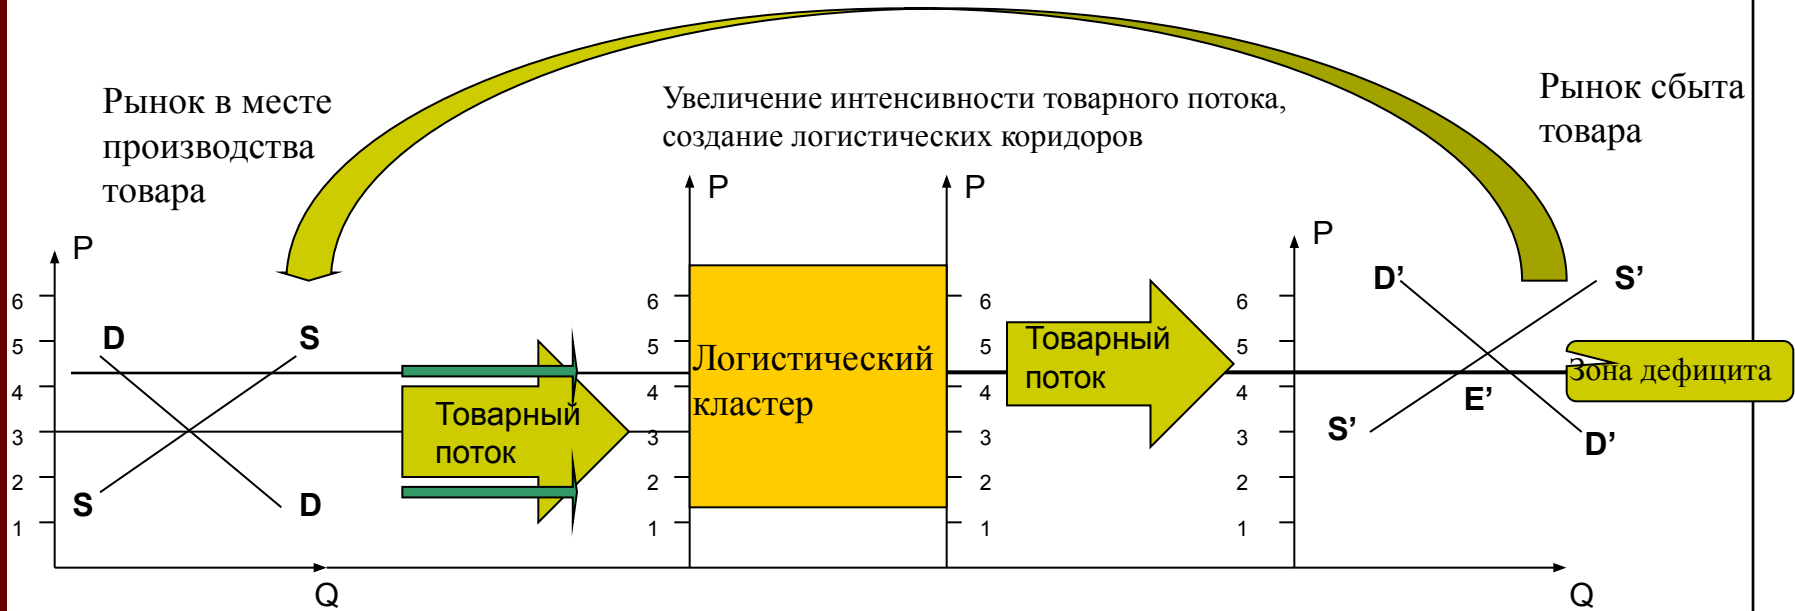 Рынок в месте
производства
товара
Увеличение интенсивности товарного потока,
создание логистических коридоров
Рынок сбыта
товара
P
6
5
4
3
2
1
D
S
S
D
Q
Товарный
поток
P
6
5
4
3
2
1
Логистический
кластер
P
6
5
4
3
2
1
Товарный
поток
P
6
5
4
3
2
1
D’
S’
E’
S’
D’
Зона дефицита
Q